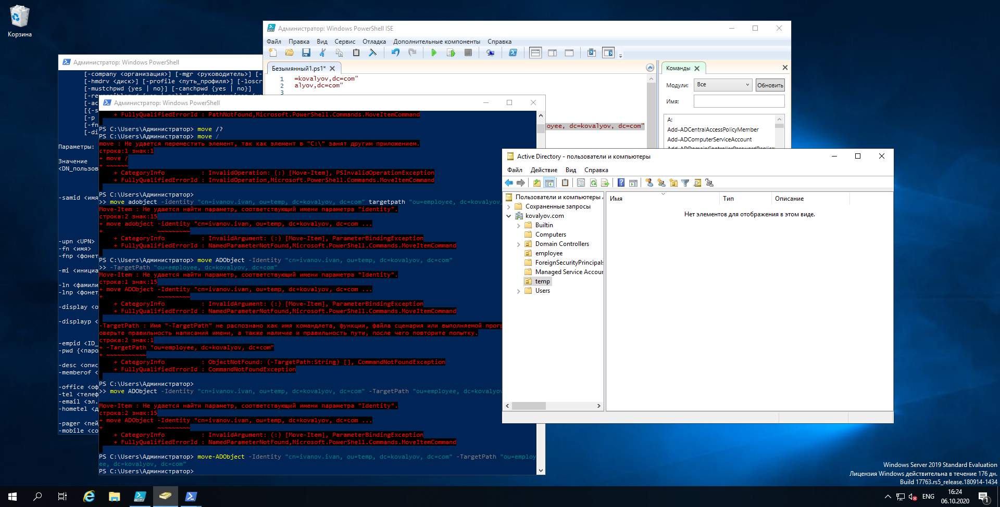 Корзина
Администратор: Windows PowerShell ISE
Файл Правка Вид Сервис Отладка Дополнительные компоненты Справка
Безымянный1.ps1*
1 =kovalyov,dc=com"
2 alyov,dc=com"
3
oyee, dc=kovalyov, dc=com"
Команды
Модули: Все Обновить
Имя:
A:
Add-ADCentralAccessPolicyMember
Add-ADComputerServiceAccount
Администратор: Windows PowerShell
[-company <организация>] [-mgr <руководитель>] [-
[-hmdrv <диск>] [-profile <путь_профиля>] [-loscr
[-mustchpwd {yes | no}] [-canchpwd {yes | no}]
[-re
[-ac
[{-s
[-p
[-fn
[-di
Параметры:
Значение
<DN_пользов
-samid <имя
-upn <UPN>
-fn <имя>
-fnp <фонет
-mi <инициа
-ln <фамили
-lnp <фонет
-display <о
-displayp <
-empid <ID_
-pwd {<паро
-desc <опис
-memberof <
-office <оф
-tel <телеф
-email <эл.
-hometel <д
-pager <пей
-mobile <со
Администратор: Windows PowerShell
+ FullyQualifiedErrorId : PathNotFound,Microsoft.PowerShell.Commands.MoveItemCommand
PS C:\Users\Администратор> move /?
PS C:\Users\Администратор> move /
move : Не удается переместить элемент, так как элемент в "C:\" занят другим приложением.
строка:1 знак:1
+ move /
+ ~~~~~~
+ CategoryInfo : InvalidOperation: (:) [Move-Item], PSInvalidOperationException
+ FullyQualifiedErrorId : InvalidOperation,Microsoft.PowerShell.Commands.MoveItemCommand
PS C:\Users\Администратор>
>> move adobject -identity "cn=ivanov.ivan, ou=temp, dc=kovalyov, dc=com" targetpath "ou=employee, dc=kovalyov,
Move-Item : Не удается найти параметр, соответствующий имени параметра "identity".
строка:2 знак:15
+ move adobject -identity "cn=ivanov.ivan, ou=temp, dc=kovalyov, dc=com ...
+ ~~~~~~~~~
+ CategoryInfo : InvalidArgument: (:) [Move-Item], ParameterBindingException
+ FullyQualifiedErrorId : NamedParameterNotFound,Microsoft.PowerShell.Commands.MoveItemCommand
PS C:\Users\Администратор> move ADObject -Identity "cn=ivanov.ivan, ou=temp, dc=kovalyov, dc=com"
>> -TargetPath "ou=employee, dc=kovalyov, dc=com"
Move-Item : Не удается найти параметр, соответствующий имени параметра "Identity".
строка:1 знак:15
+ move ADObject -Identity "cn=ivanov.ivan, ou=temp, dc=kovalyov, dc=com ...
+ ~~~~~~~~~
+ CategoryInfo : InvalidArgument: (:) [Move-Item], ParameterBindingException
+ FullyQualifiedErrorId : NamedParameterNotFound,Microsoft.PowerShell.Commands.MoveItemCommand
-TargetPath : Имя "-TargetPath" не распознано как имя командлета, функции, файла сценария или выполняемой прогр
оверьте правильность написания имени, а также наличие и правильность пути, после чего повторите попытку.
строка:2 знак:1
+ -TargetPath "ou=employee, dc=kovalyov, dc=com"
+ ~~~~~~~~~~~
+ CategoryInfo : ObjectNotFound: (-TargetPath:String) [], CommandNotFoundException
+ FullyQualifiedErrorId : CommandNotFoundException
PS C:\Users\Администратор>
>> move ADObject -Identity "cn=ivanov.ivan, ou=temp, dc=kovalyov, dc=com" -TargetPath "ou=employee, dc=kovalyov
Move-Item : Не удается найти параметр, соответствующий имени параметра "Identity".
строка:2 знак:15
+ move ADObject -Identity "cn=ivanov.ivan, ou=temp, dc=kovalyov, dc=com ...
+ ~~~~~~~~~
+ CategoryInfo : InvalidArgument: (:) [Move-Item], ParameterBindingException
+ FullyQualifiedErrorId : NamedParameterNotFound,Microsoft.PowerShell.Commands.MoveItemCommand
PS C:\Users\Администратор> move-ADObject -Identity "cn=ivanov.ivan, ou=temp, dc=kovalyov, dc=com" -TargetPath "ou=employ
ee, dc=kovalyov, dc=com"
PS C:\Users\Администратор>
Active Directory - пользователи и компьютеры
Файл Действие Вид Справка
Пользователи и компьютеры
Сохраненные запросы
kovalyov.com
Builtin
Computers
Domain Controllers
employee
ForeignSecurityPrincipals
Managed Service Accour
temp
Users
Имя Тип Описание
Нет элементов для отображения в этом виде.
Windows Server 2019 Standard Evaluation
Лицензия Windows действительна в течение 176 дн.
Build 17763.rs5_release.180914-1434
ENG
16:24
06.10.2020
1